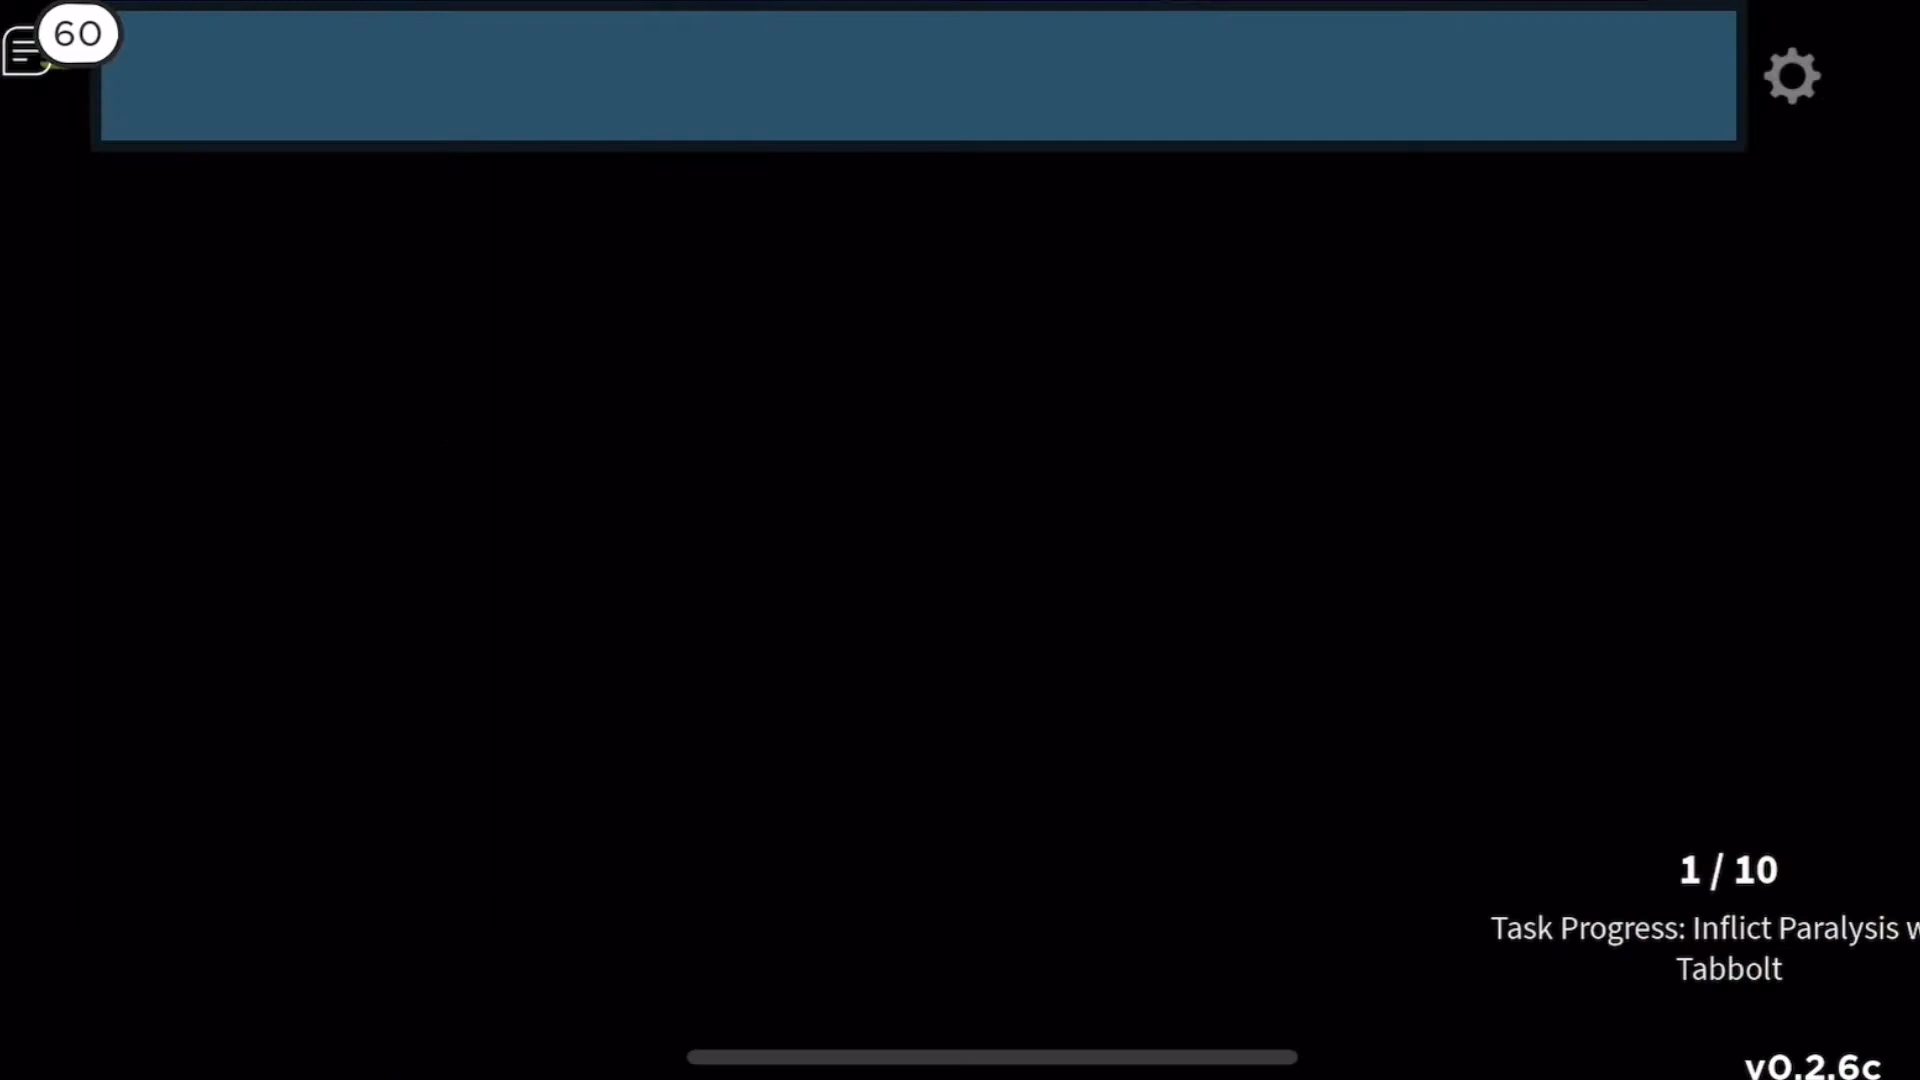 60
1 / 10
Task Progress: Inflict Paralysis
Tabbolt
v0.2.6c